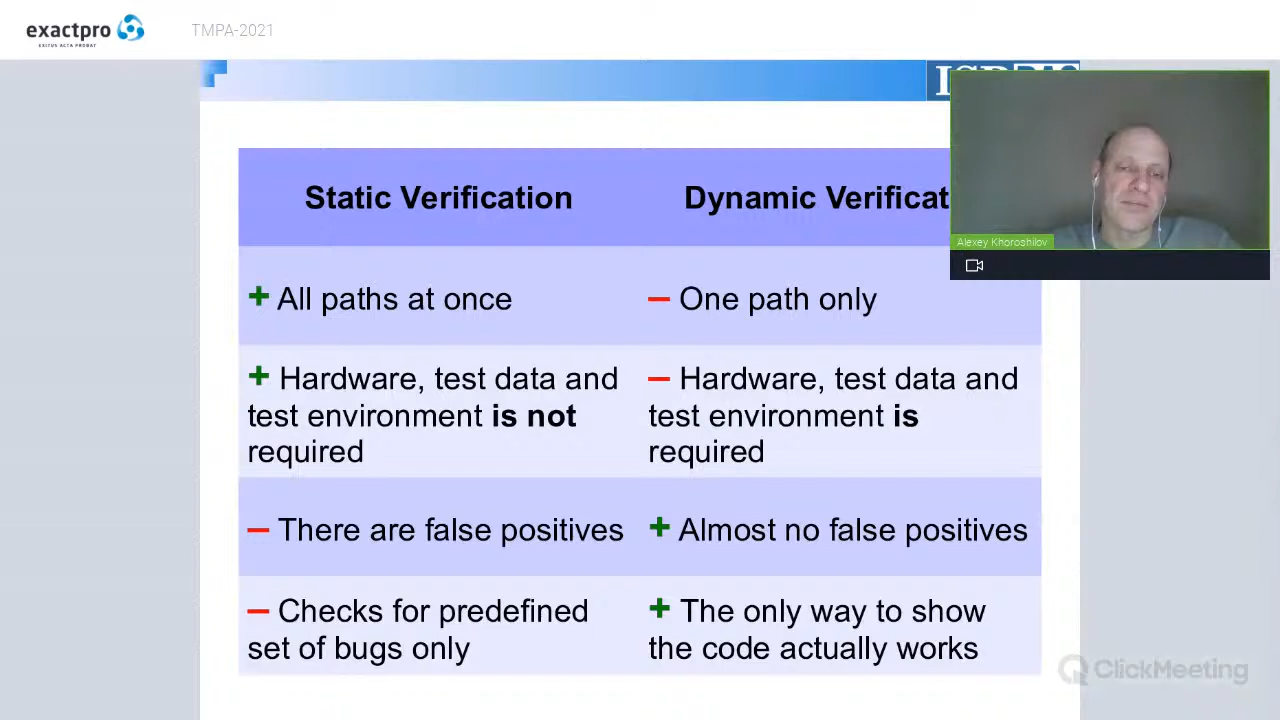 exactpro
EXITUS ACTA PROBAT
TMPA-2021
Alexey Khoroshilov
Static Verification
Dynamic Verificat
+ All paths at once
– One path only
+ Hardware, test data and
test environment is not
required
– Hardware, test data and
test environment is
required
– There are false positives
+ Almost no false positives
– Checks for predefined
set of bugs only
+ The only way to show
the code actually works
ClickMeeting